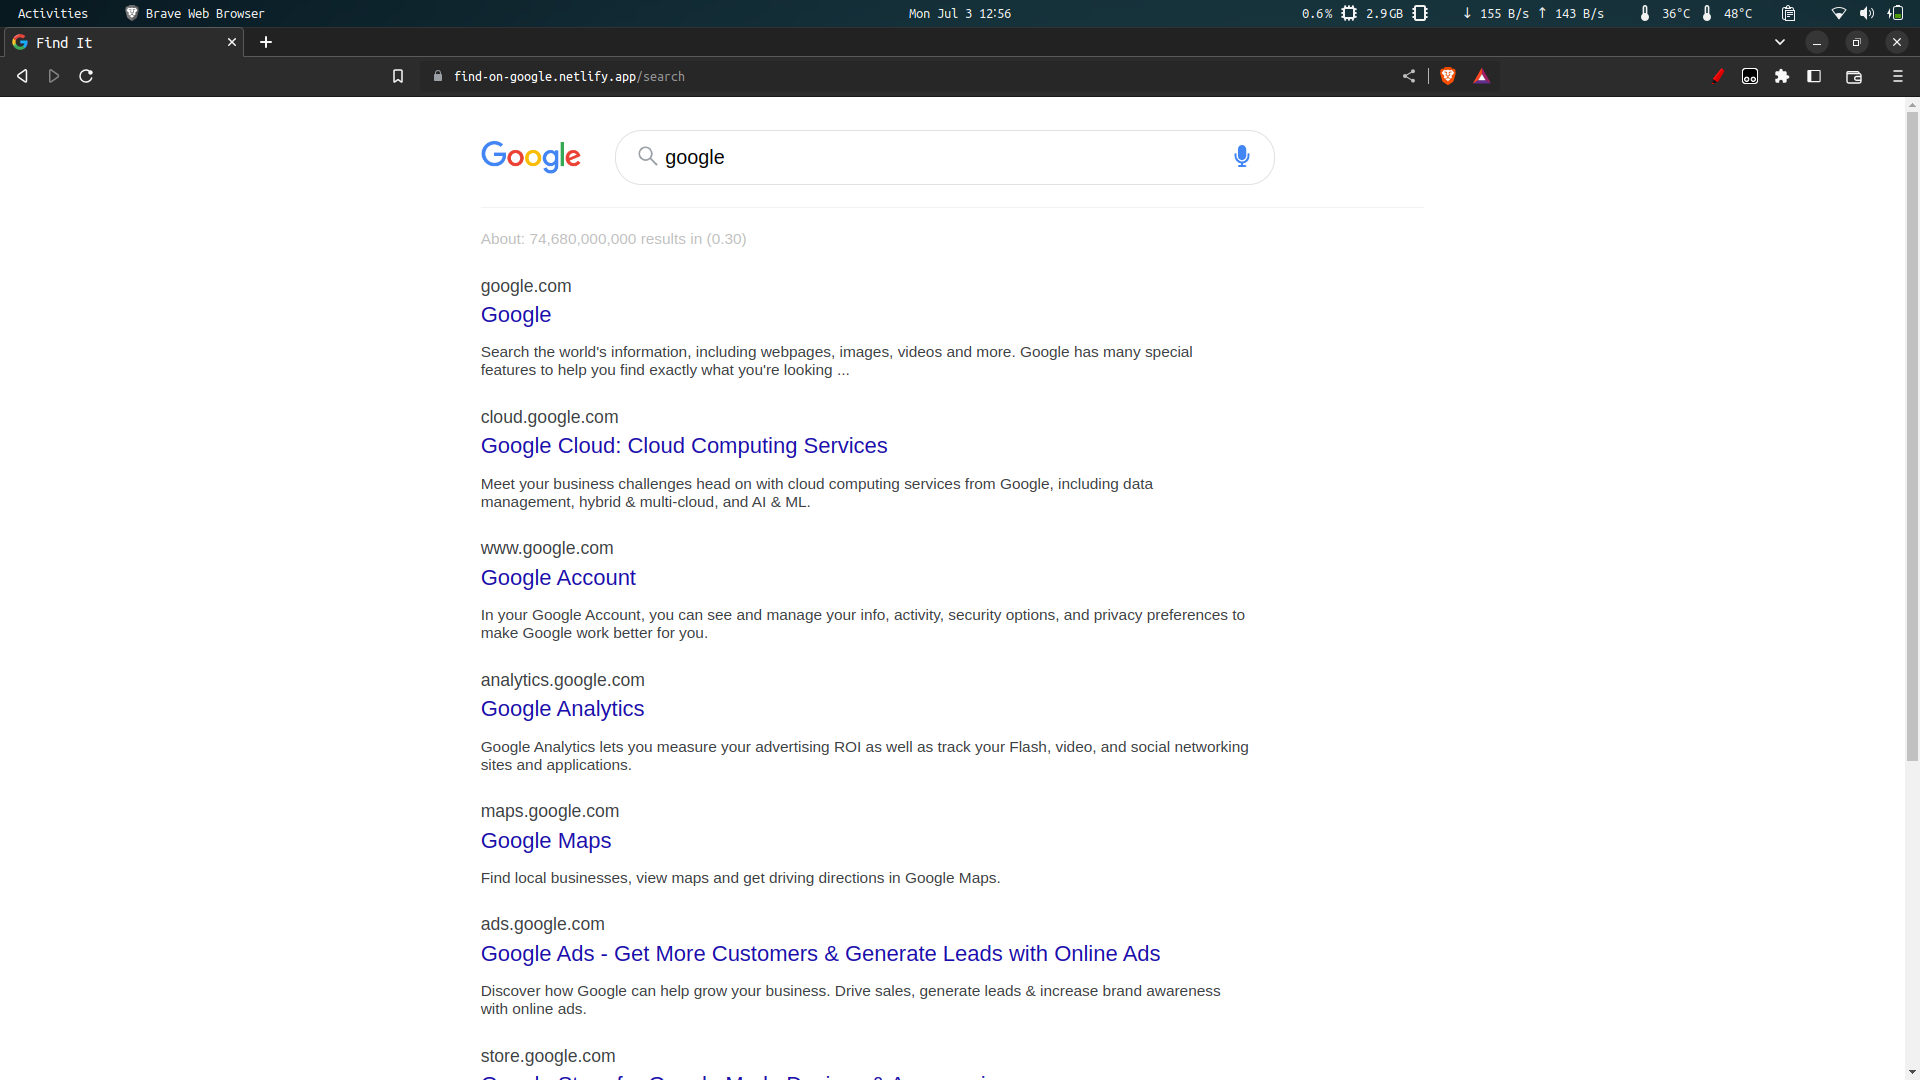 Activities
Brave Web Browser
Mon Jul 3 12:56
0.6%
2.9GB
↓ 155 B/s ↑ 143 B/s
36°C
48°C
Find It
find-on-google.netlify.app/search
Google
google
About: 74,680,000,000 results in (0.30)
google.com
Google
Search the world's information, including webpages, images, videos and more. Google has many special
features to help you find exactly what you're looking ...
cloud.google.com
Google Cloud: Cloud Computing Services
Meet your business challenges head on with cloud computing services from Google, including data
management, hybrid & multi-cloud, and AI & ML.
www.google.com
Google Account
In your Google Account, you can see and manage your info, activity, security options, and privacy preferences to
make Google work better for you.
analytics.google.com
Google Analytics
Google Analytics lets you measure your advertising ROI as well as track your Flash, video, and social networking
sites and applications.
maps.google.com
Google Maps
Find local businesses, view maps and get driving directions in Google Maps.
ads.google.com
Google Ads - Get More Customers & Generate Leads with Online Ads
Discover how Google can help grow your business. Drive sales, generate leads & increase brand awareness
with online ads.
store.google.com